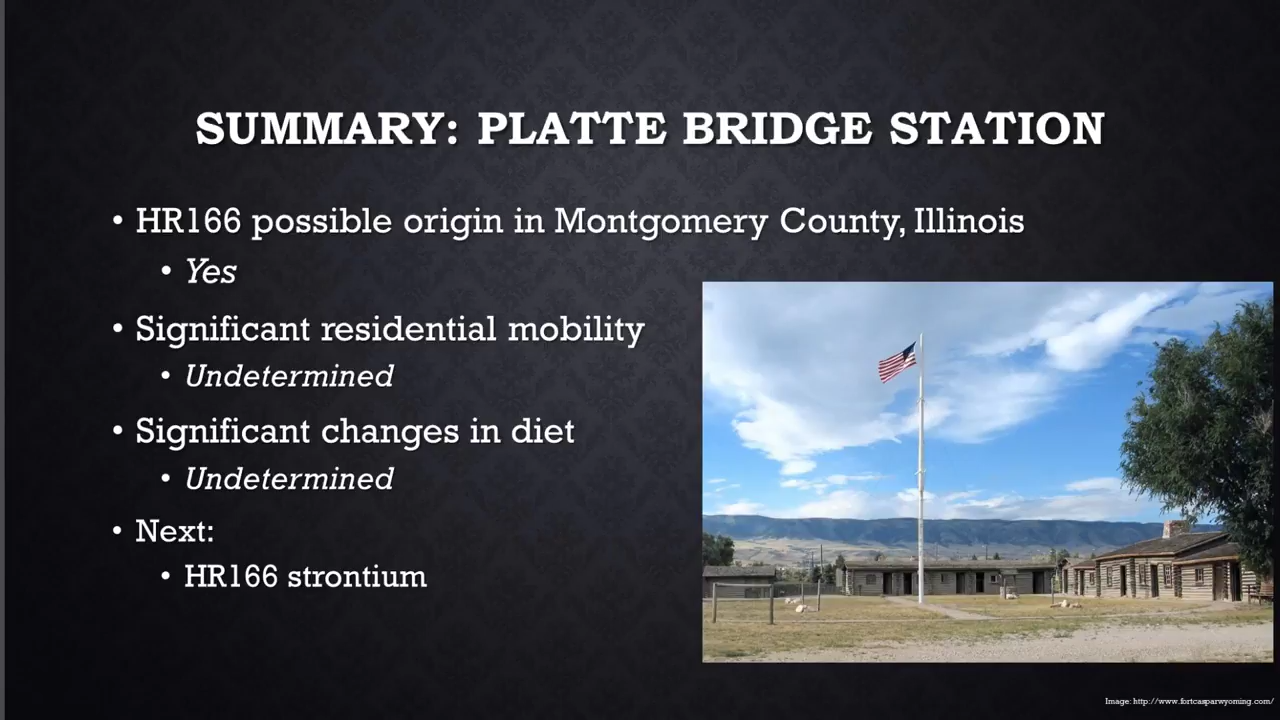 SUMMARY: PLATTE BRIDGE STATION
• HR166 possible origin in Montgomery County, Illinois
• Yes
• Significant residential mobility
• Undetermined
• Significant changes in diet
• Undetermined
• Next:
• HR166 strontium
Image: http://www.fortcasparwyoming.com/